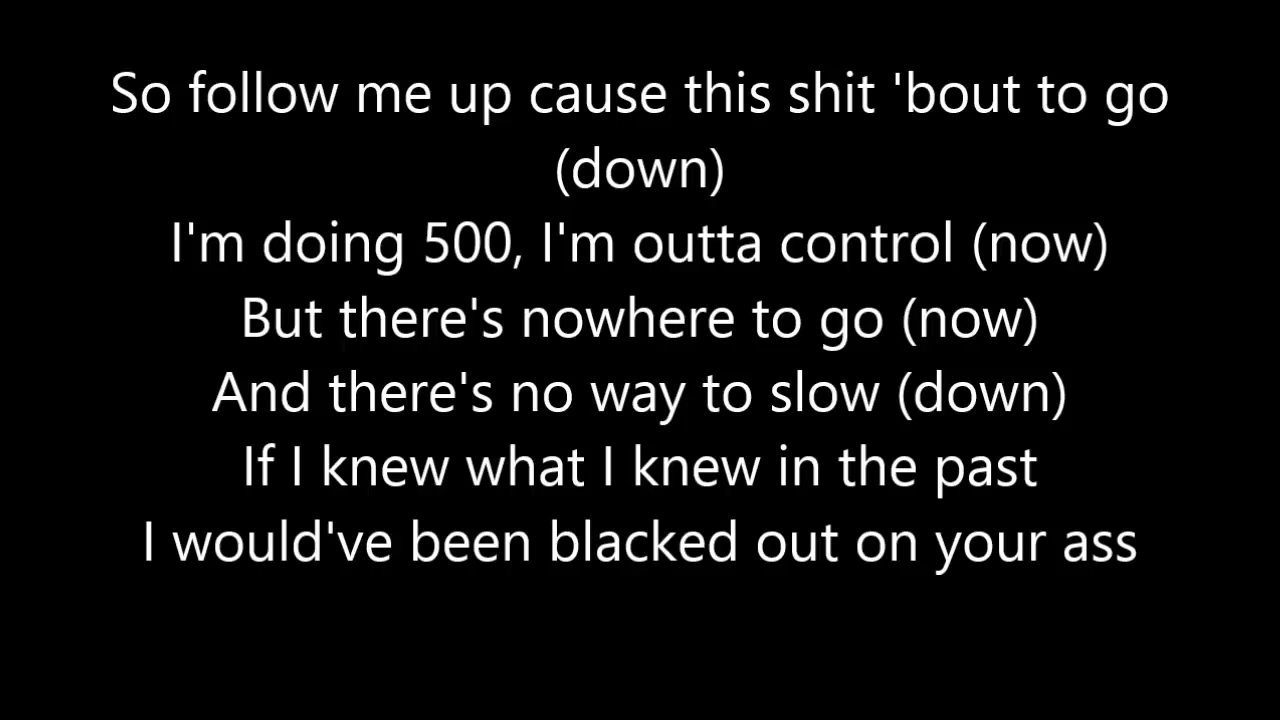 So follow me up cause this shit 'bout to go
(down)
I'm doing 500, I'm outta control (now)
But there's nowhere to go (now)
And there's no way to slow (down)
If I knew what I knew in the past
I would've been blacked out on your ass